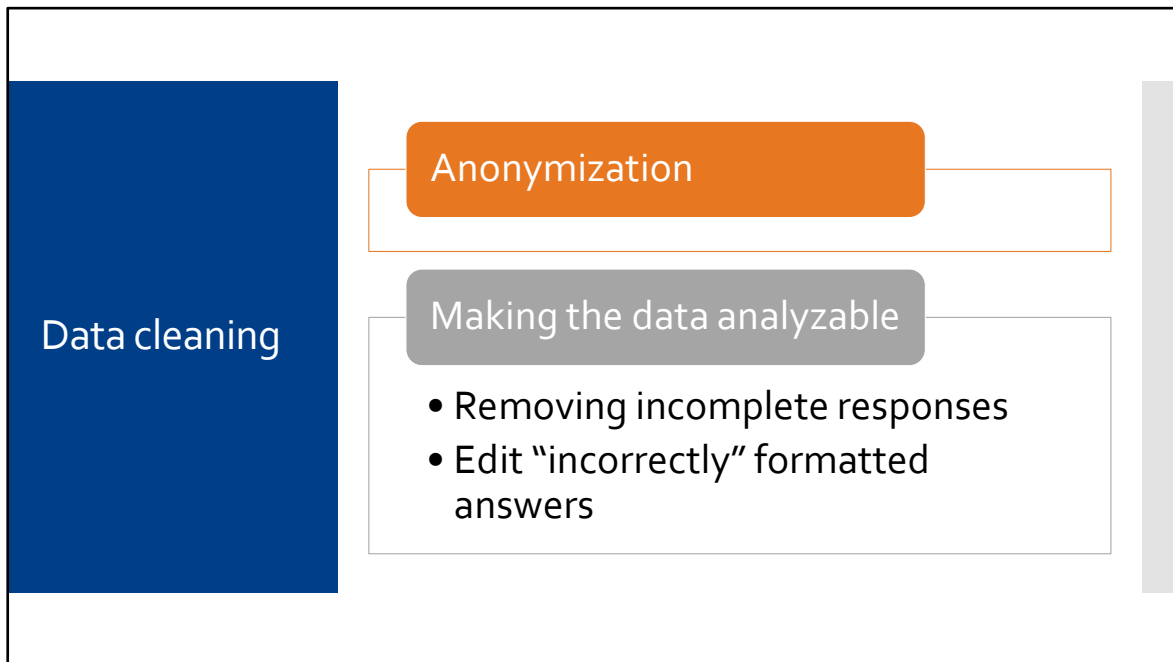 Data cleaning
Anonymization
Making the data analyzable
• Removing incomplete responses
• Edit “incorrectly” formatted
answers